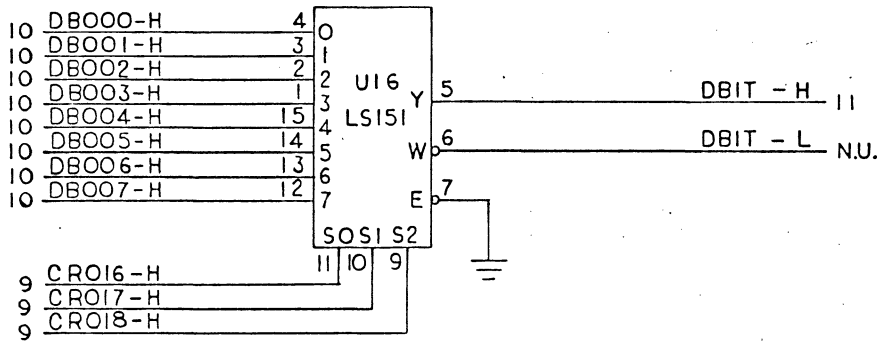 10 DB000-H 4 0
10 DB001-H 3 1
10 DB002-H 2 2
10 DB003-H 1 3
10 DB004-H 15 4
10 DB005-H 14 5
10 DB006-H 13 6
10 DB007-H 12 7
U16
LS151
Y 5 DBIT - H 11
W 6 DBIT - L N.U.
E 7
S0 S1 S2
11 10 9
9 CR016-H
9 CR017-H
9 CR018-H